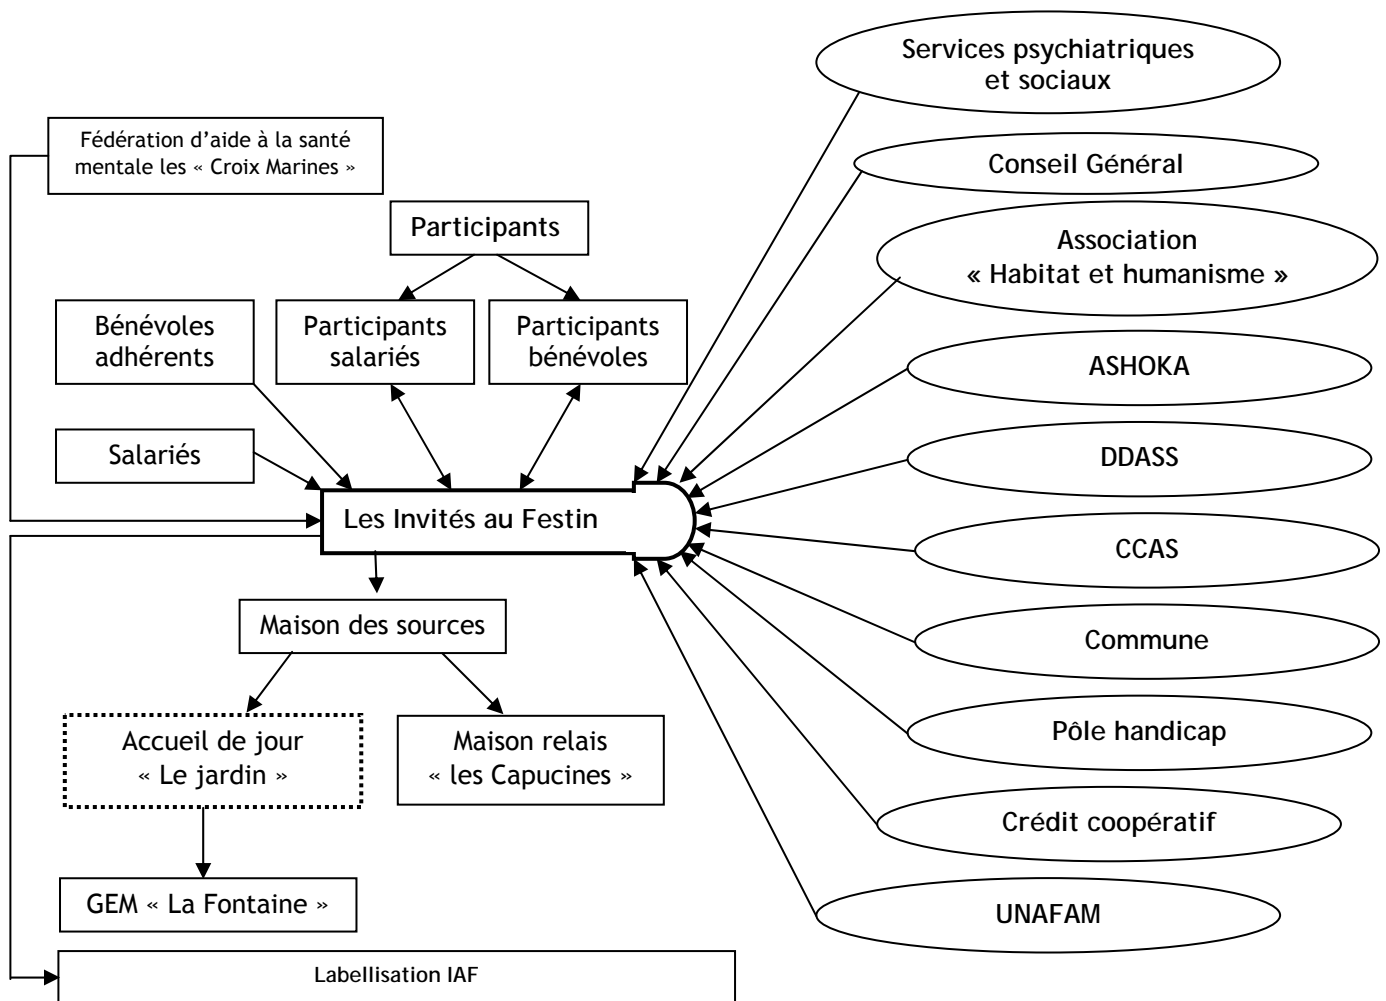 Services psychiatriques
et sociaux
Fédération d’aide à la santé
mentale les « Croix Marines »
Conseil Général
Participants
Association
« Habitat et humanisme »
Bénévoles
adhérents
Participants
salariés
Participants
bénévoles
ASHOKA
Salariés
DDASS
Les Invités au Festin
CCAS
Maison des sources
Commune
Accueil de jour
« Le jardin »
Maison relais
« les Capucines »
Pôle handicap
Crédit coopératif
GEM « La Fontaine »
UNAFAM
Labellisation IAF